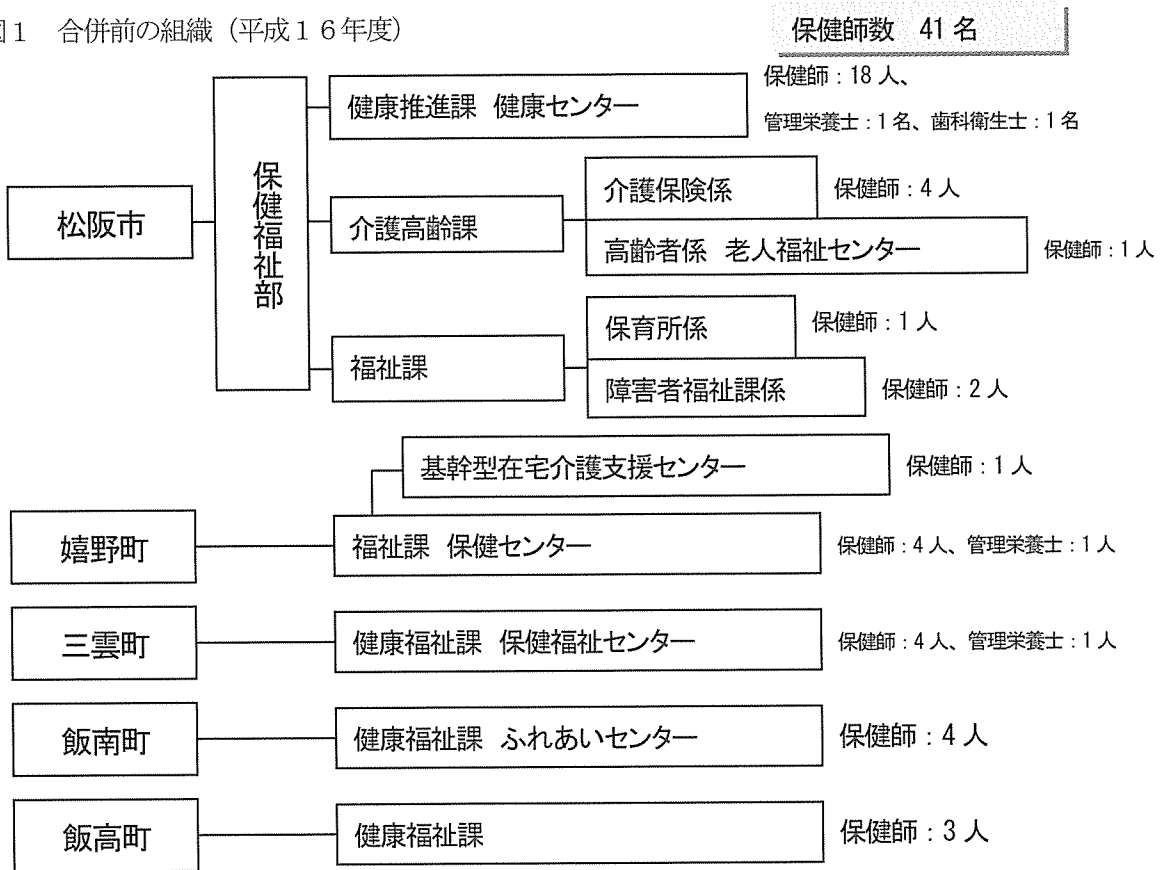 図1 合併前の組織（平成16年度）
保健師数 41名
松阪市
保健福祉部
健康推進課 健康センター
保健師：18人、
管理栄養士：1名、歯科衛生士：1名
介護高齢課
介護保険係
保健師：4人
高齢者係 老人福祉センター
保健師：1人
福祉課
保育所係
保健師：1人
障害者福祉課係
保健師：2人
基幹型在宅介護支援センター
保健師：1人
嬉野町
福祉課 保健センター
保健師：4人、管理栄養士：1人
三雲町
健康福祉課 保健福祉センター
保健師：4人、管理栄養士：1人
飯南町
健康福祉課 ふれあいセンター
保健師：4人
飯高町
健康福祉課
保健師：3人